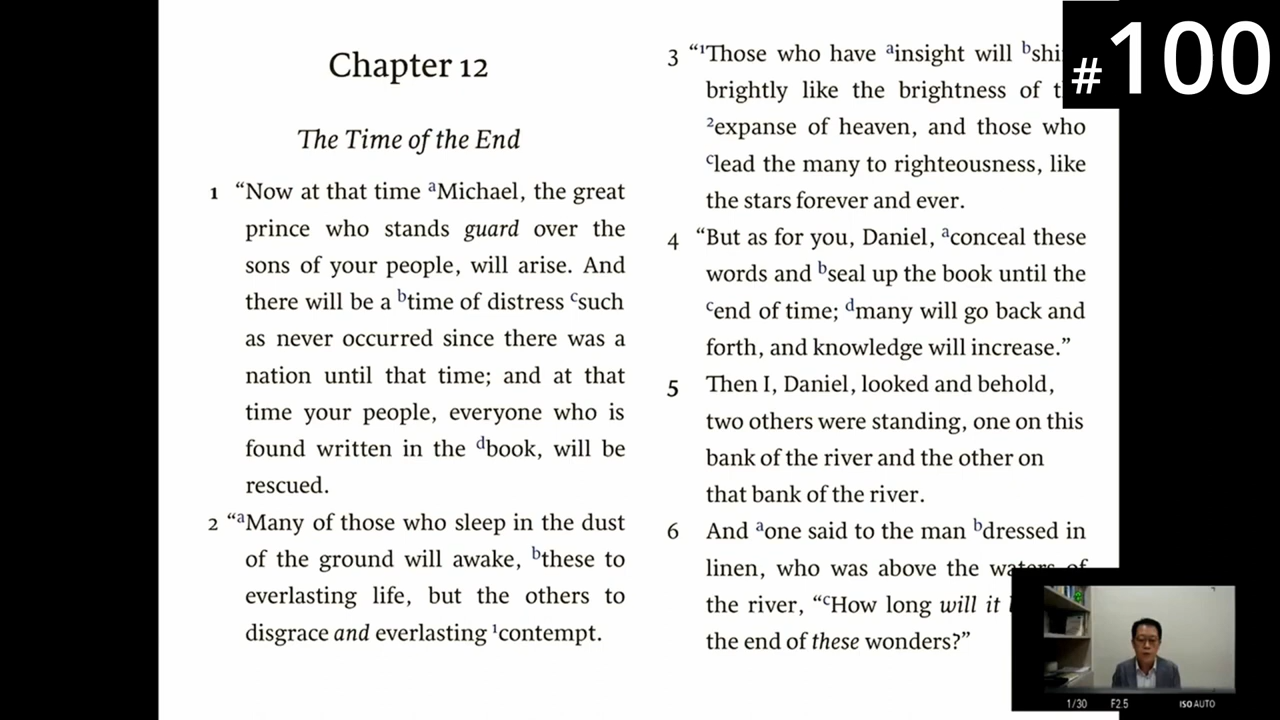 Chapter 12
The Time of the End
1 “Now at that time ᵃMichael, the great
prince who stands guard over the
sons of your people, will arise. And
there will be a ᵇtime of distress ᶜsuch
as never occurred since there was a
nation until that time; and at that
time your people, everyone who is
found written in the ᵈbook, will be
rescued.
2 “ᵃMany of those who sleep in the dust
of the ground will awake, ᵇthese to
everlasting life, but the others to
disgrace and everlasting ¹contempt.
3 “¹Those who have ᵃinsight will
brightly like the brightness of
²expanse of heaven, and those who
ᶜlead the many to righteousness, like
the stars forever and ever.
4 “But as for you, Daniel, ᵃconceal these
words and ᵇseal up the book until the
ᶜend of time; ᵈmany will go back and
forth, and knowledge will increase.”
5 Then I, Daniel, looked and behold,
two others were standing, one on this
bank of the river and the other on
that bank of the river.
6 And ᵃone said to the man ᵇdressed in
linen, who was above the waters of
the river, “ᶜHow long will it
the end of these wonders?”
#100
1/30 F2.5 ISO AUTO